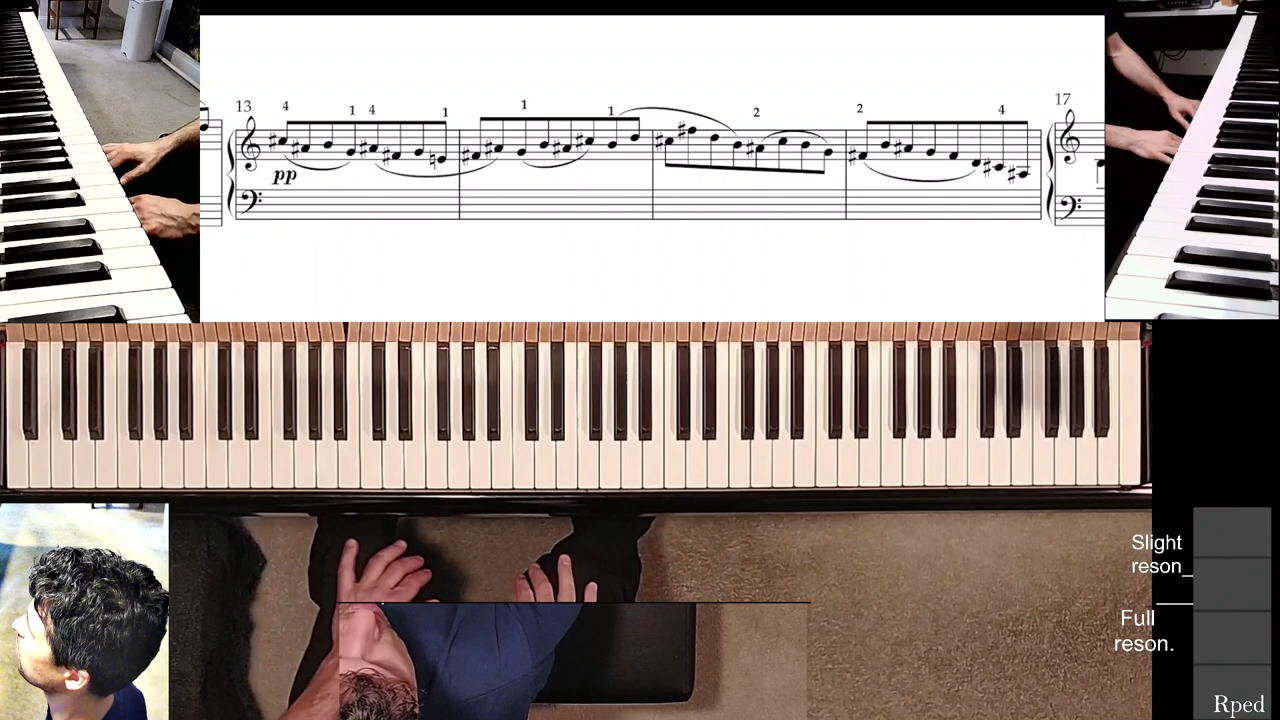 13
17
4 1 4 1 1 1 2 2 4
pp
Slight
reson_
Full
reson.
Rped